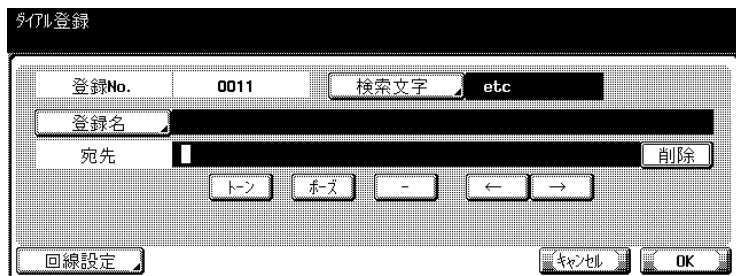 ﾀﾞｲｱﾙ登録
登録No. 0011 検索文字 etc
登録名
宛先 削除
ﾄｰﾝ ﾎﾟｰｽﾞ - ← →
回線設定 ｷｬﾝｾﾙ OK